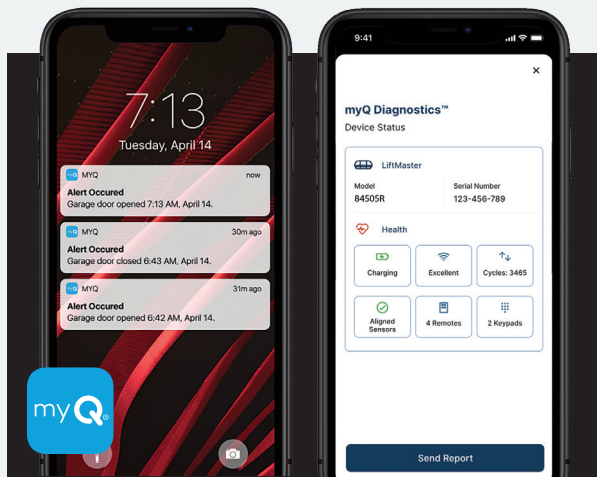 7:13
Tuesday, April 14
MYQ now
Alert Occured
Garage door opened 7:13 AM, April 14.
MYQ 30m ago
Alert Occured
Garage door closed 6:43 AM, April 14.
MYQ 31m ago
Alert Occured
Garage door opened 6:42 AM, April 14.
myQ®
9:41
myQ Diagnostics™
Device Status
LiftMaster
Model Serial Number
84505R 123-456-789
Health
Charging Excellent Cycles: 3465
Aligned
Sensors 4 Remotes 2 Keypads
Send Report